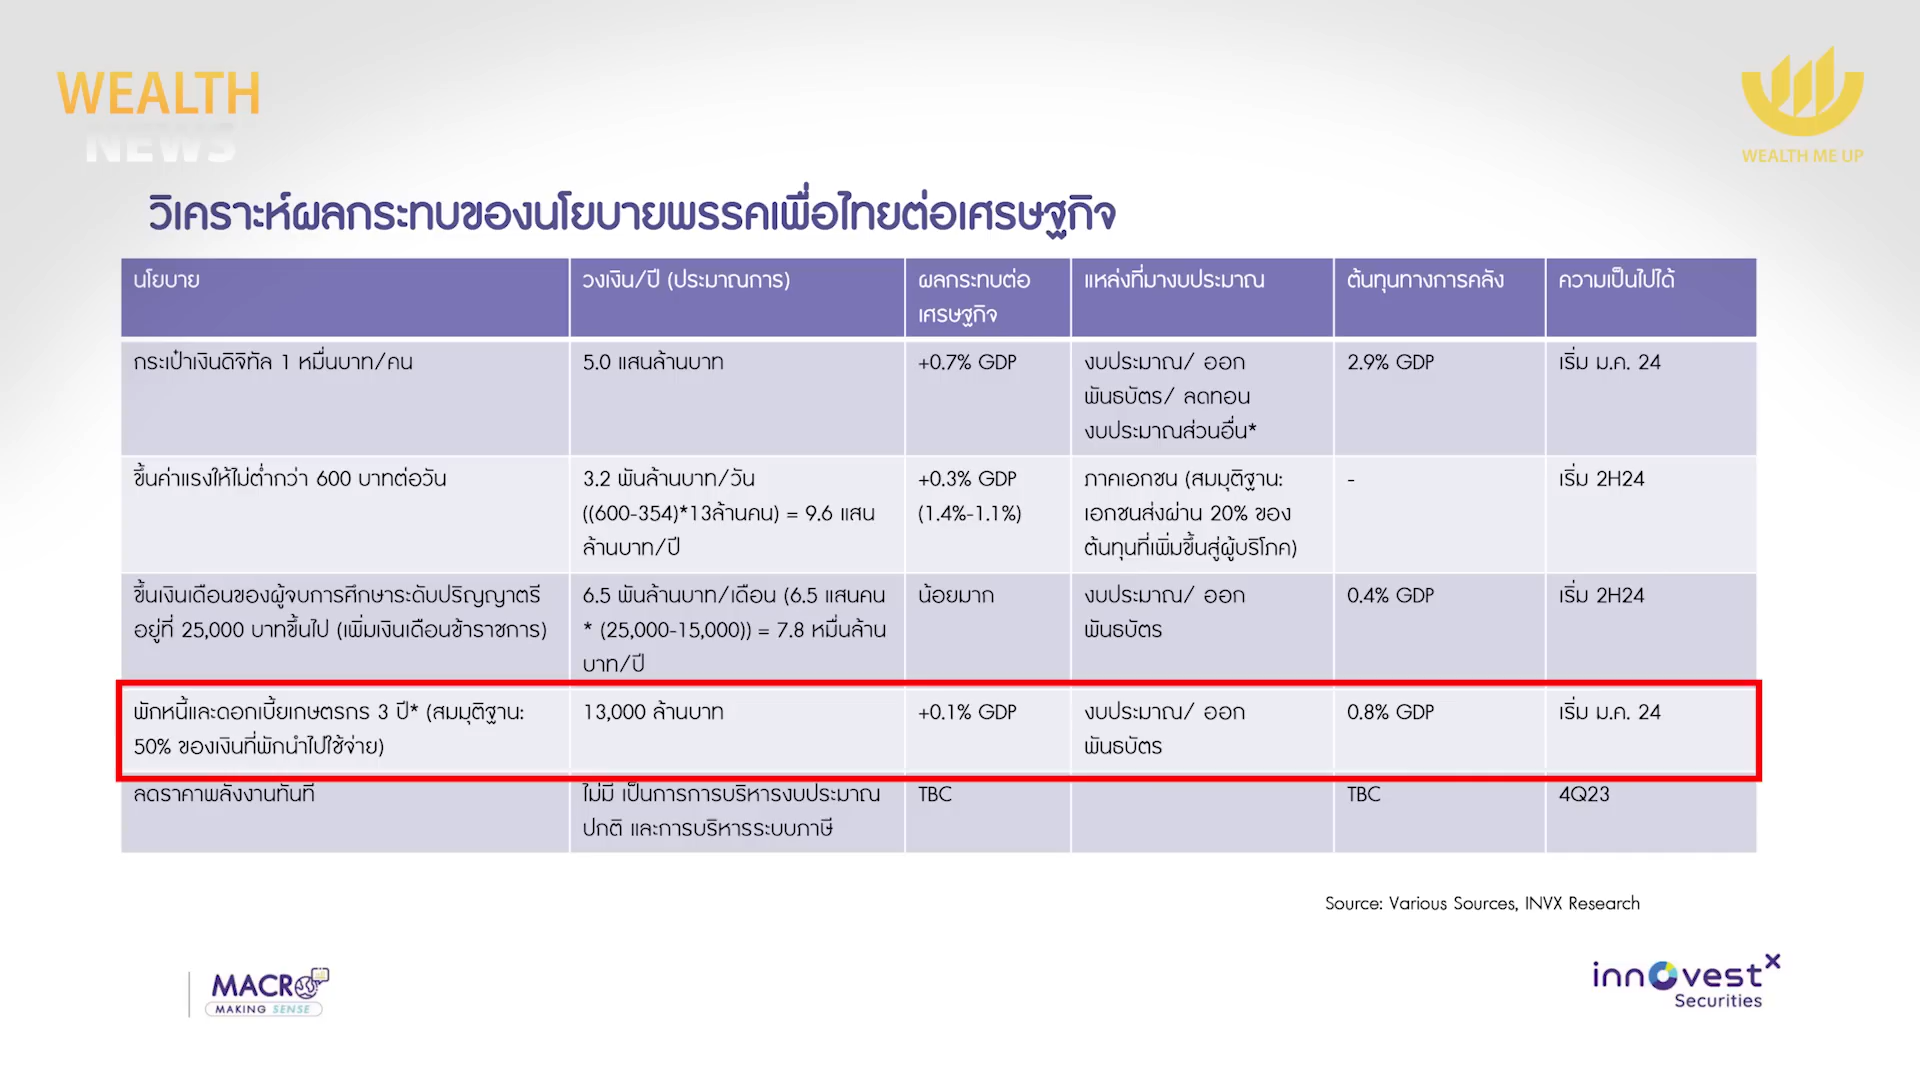 WEALTH
NEWS
WEALTH ME UP
วิเคราะห์ผลกระทบของนโยบายพรรคเพื่อไทยต่อเศรษฐกิจ
นโยบาย
วงเงิน/ปี (ประมาณการ)
ผลกระทบต่อ
เศรษฐกิจ
แหล่งที่มางบประมาณ
ต้นทุนทางการคลัง
ความเป็นไปได้
กระเป๋าเงินดิจิทัล 1 หมื่นบาท/คน
5.0 แสนล้านบาท
+0.7% GDP
งบประมาณ/ ออก
พันธบัตร/ ลดทอน
งบประมาณส่วนอื่น*
2.9% GDP
เริ่ม ม.ค. 24
ขึ้นค่าแรงให้ไม่ต่ำกว่า 600 บาทต่อวัน
3.2 พันล้านบาท/วัน
((600-354)*13ล้านคน) = 9.6 แสน
ล้านบาท/ปี
+0.3% GDP
(1.4%-1.1%)
ภาคเอกชน (สมมุติฐาน:
เอกชนส่งผ่าน 20% ของ
ต้นทุนที่เพิ่มขึ้นสู่ผู้บริโภค)
-
เริ่ม 2H24
ขึ้นเงินเดือนของผู้จบการศึกษาระดับปริญญาตรี
อยู่ที่ 25,000 บาทขึ้นไป (เพิ่มเงินเดือนข้าราชการ)
6.5 พันล้านบาท/เดือน (6.5 แสนคน
* (25,000-15,000)) = 7.8 หมื่นล้าน
บาท/ปี
น้อยมาก
งบประมาณ/ ออก
พันธบัตร
0.4% GDP
เริ่ม 2H24
พักหนี้และดอกเบี้ยเกษตรกร 3 ปี* (สมมุติฐาน:
50% ของเงินที่พักนำไปใช้จ่าย)
13,000 ล้านบาท
+0.1% GDP
งบประมาณ/ ออก
พันธบัตร
0.8% GDP
เริ่ม ม.ค. 24
ลดราคาพลังงานทันที
ไม่มี เป็นการการบริหารงบประมาณ
ปกติ และการบริหารระบบภาษี
TBC
TBC
4Q23
Source: Various Sources, INVX Research
MACRO
MAKING SENSE
innovestx
Securities